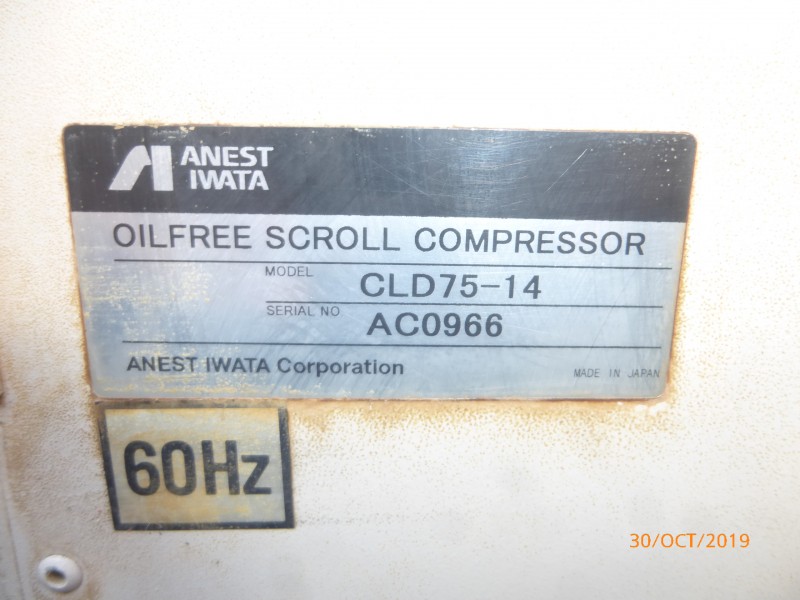 ANEST
IWATA
OILFREE SCROLL COMPRESSOR
MODEL CLD75-14
SERIAL NO. AC0966
ANEST IWATA Corporation MADE IN JAPAN
60Hz
30/OCT/2019